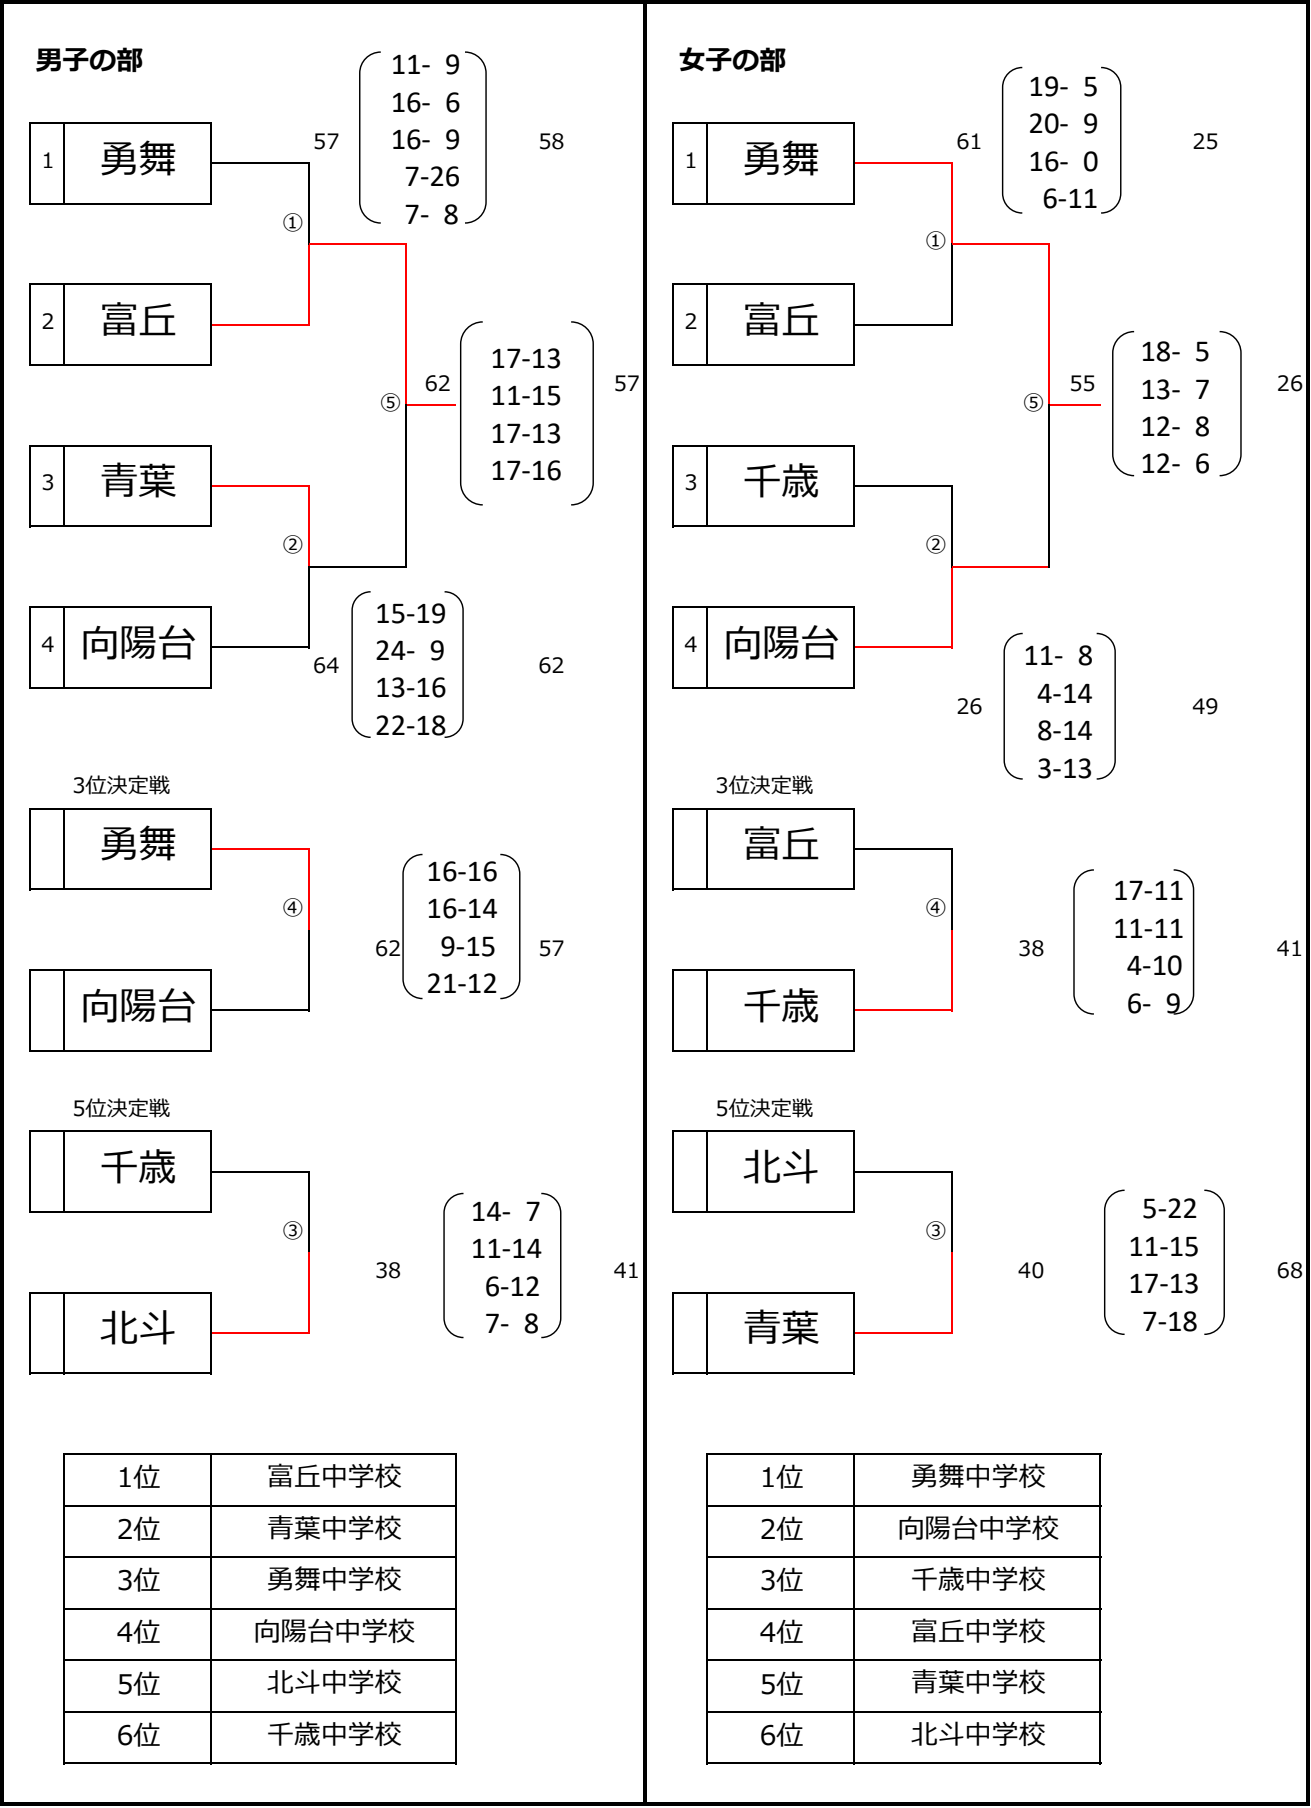 男子の部
11- 9
16- 6
57 16- 9 58
7-26
7- 8
1 勇舞
①
2 富丘
17-13
62 11-15 57
17-13
17-16
⑤
3 青葉
②
4 向陽台
15-19
24- 9
64 13-16 62
22-18
3位決定戦
勇舞
④
16-16
16-14
62 9-15 57
21-12
向陽台
5位決定戦
千歳
③
14- 7
11-14
38 6-12 41
7- 8
北斗
1位 富丘中学校
2位 青葉中学校
3位 勇舞中学校
4位 向陽台中学校
5位 北斗中学校
6位 千歳中学校
女子の部
19- 5
20- 9
61 16- 0 25
6-11
1 勇舞
①
2 富丘
18- 5
55 13- 7 26
12- 8
12- 6
⑤
3 千歳
②
4 向陽台
11- 8
4-14
26 8-14 49
3-13
3位決定戦
富丘
④
17-11
11-11
38 4-10 41
6- 9
千歳
5位決定戦
北斗
③
5-22
11-15
40 17-13 68
7-18
青葉
1位 勇舞中学校
2位 向陽台中学校
3位 千歳中学校
4位 富丘中学校
5位 青葉中学校
6位 北斗中学校